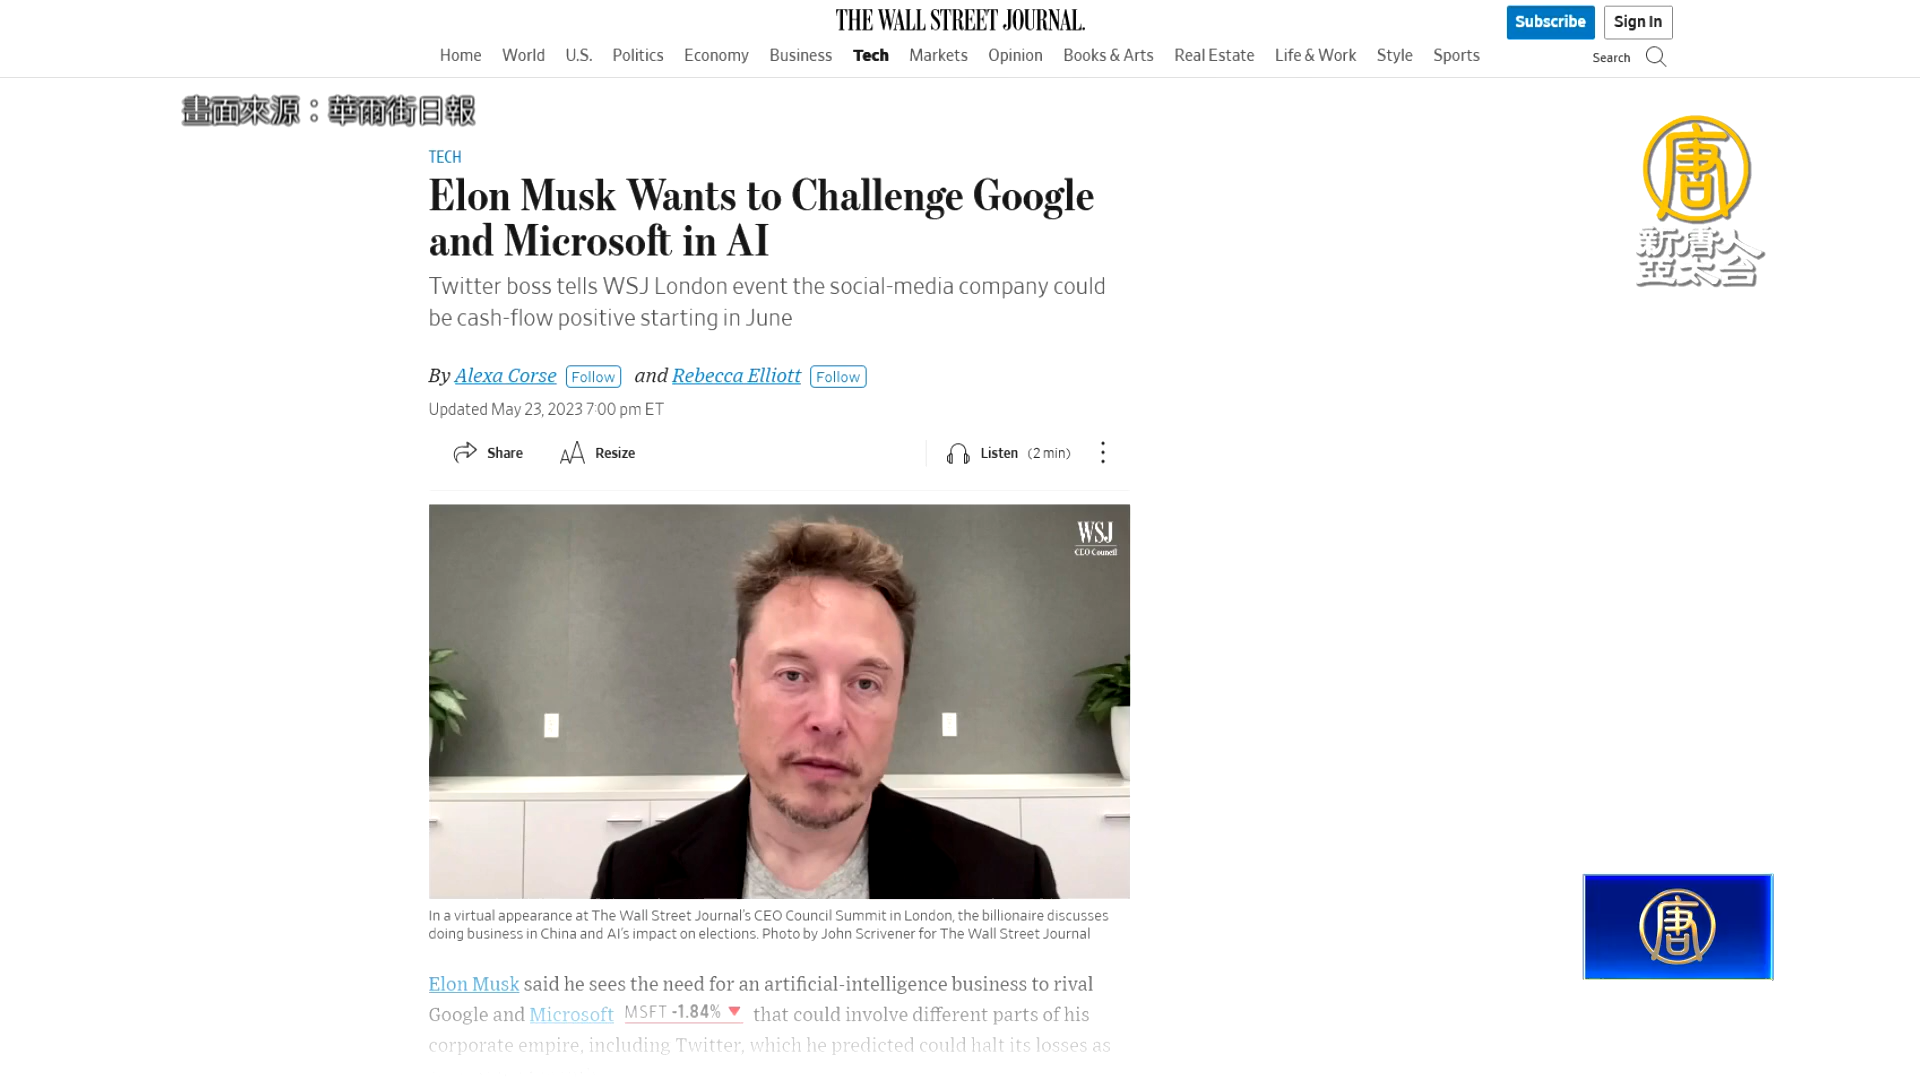 THE WALL STREET JOURNAL.
Subscribe
Sign In
Home World U.S. Politics Economy Business Tech Markets Opinion Books & Arts Real Estate Life & Work Style Sports
Search
畫面來源：華爾街日報
唐
新唐人
亞太台
TECH
Elon Musk Wants to Challenge Google
and Microsoft in AI
Twitter boss tells WSJ London event the social-media company could
be cash-flow positive starting in June
By Alexa Corse Follow and Rebecca Elliott Follow
Updated May 23, 2023 7:00 pm ET
Share AA Resize Listen (2 min)
WSJ
CEO Council
In a virtual appearance at The Wall Street Journal's CEO Council Summit in London, the billionaire discusses
doing business in China and AI's impact on elections. Photo by John Scrivener for The Wall Street Journal
唐
Elon Musk said he sees the need for an artificial-intelligence business to rival
Google and Microsoft MSFT -1.84% that could involve different parts of his
corporate empire, including Twitter, which he predicted could halt its losses as